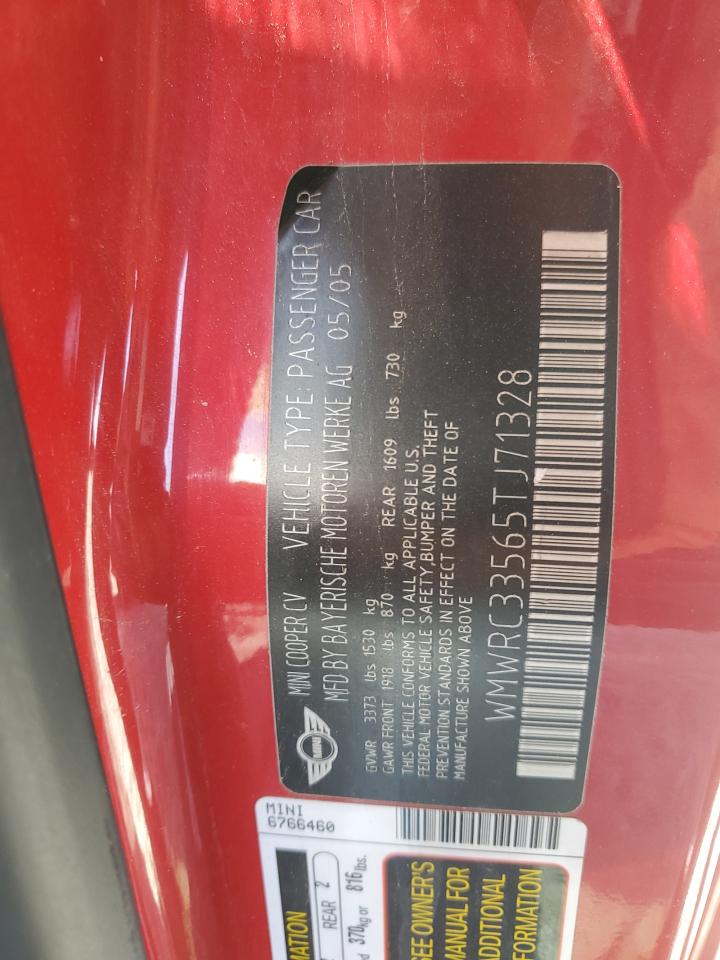 MINI
MINI COOPER CV VEHICLE TYPE: PASSENGER CAR
MFD BY BAYERISCHE MOTOREN WERKE AG 05/05
GVWR 3373 lbs 1530 kg
GAWR FRONT 1918 lbs 870 kg REAR 1609 lbs 730 kg
THIS VEHICLE CONFORMS TO ALL APPLICABLE U.S.
FEDERAL MOTOR VEHICLE SAFETY,BUMPER AND THEFT
PREVENTION STANDARDS IN EFFECT ON THE DATE OF
MANUFACTURE SHOWN ABOVE
WMWRC33565TJ71328
MINI
6766460
REAR 2
370kg or 816 lbs.
SEE OWNER'S
MANUAL FOR
ADDITIONAL